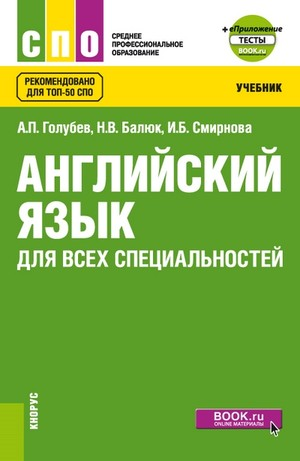 СПО
СРЕДНЕЕ
ПРОФЕССИОНАЛЬНОЕ
ОБРАЗОВАНИЕ
+ еПриложение
ТЕСТЫ
BOOK.ru
РЕКОМЕНДОВАНО
ДЛЯ ТОП-50 СПО
УЧЕБНИК
А.П. Голубев, Н.В. Балюк, И.Б. Смирнова
АНГЛИЙСКИЙ
ЯЗЫК
ДЛЯ ВСЕХ СПЕЦИАЛЬНОСТЕЙ
КНОРУС
BOOK.ru
ONLINE МАТЕРИАЛЫ